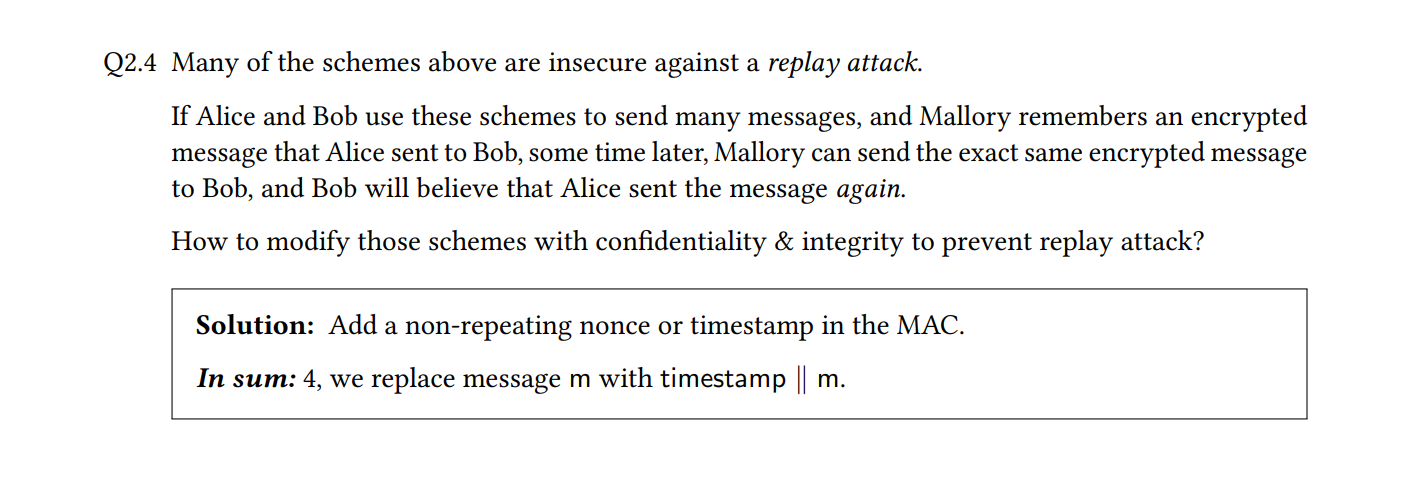 Q2.4 Many of the schemes above are insecure against a replay attack.
If Alice and Bob use these schemes to send many messages, and Mallory remembers an encrypted
message that Alice sent to Bob, some time later, Mallory can send the exact same encrypted message
to Bob, and Bob will believe that Alice sent the message again.
How to modify those schemes with confidentiality & integrity to prevent replay attack?
Solution: Add a non-repeating nonce or timestamp in the MAC.
In sum: 4, we replace message m with timestamp || m.